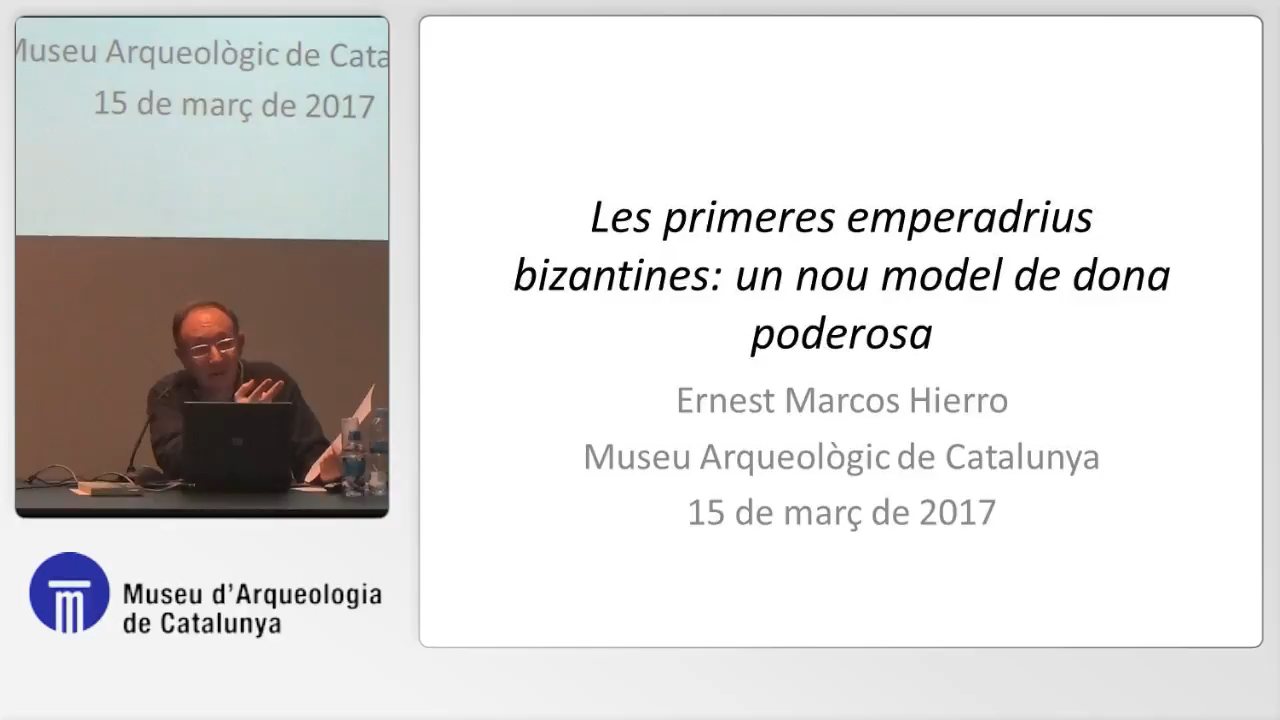 Museu Arqueològic de Cata
15 de març de 2017
Museu d'Arqueologia
de Catalunya
Les primeres emperadrius
bizantines: un nou model de dona
poderosa
Ernest Marcos Hierro
Museu Arqueològic de Catalunya
15 de març de 2017